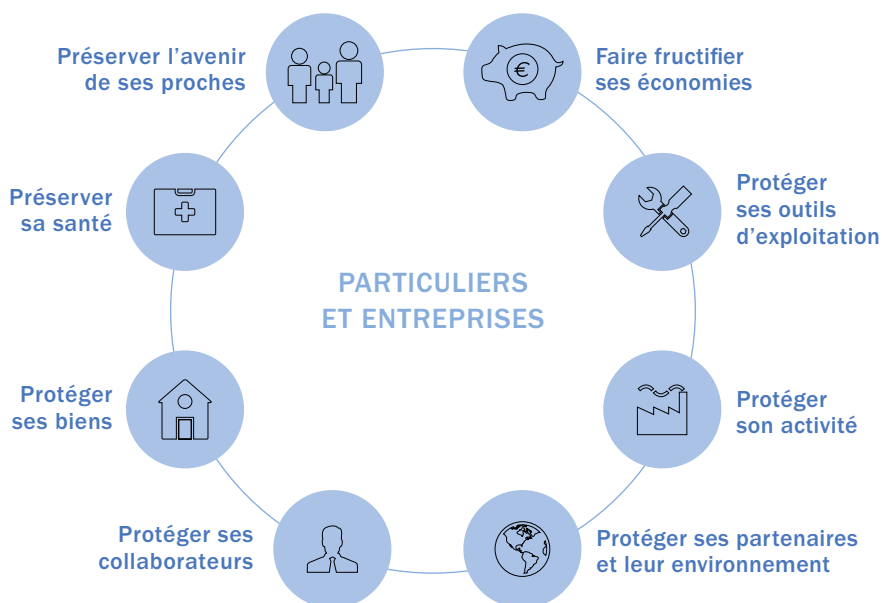 Préserver l’avenir
de ses proches
Faire fructifier
ses économies
€
Préserver
sa santé
Protéger
ses outils
d’exploitation
PARTICULIERS
ET ENTREPRISES
Protéger
ses biens
Protéger
son activité
Protéger ses
collaborateurs
Protéger ses partenaires
et leur environnement